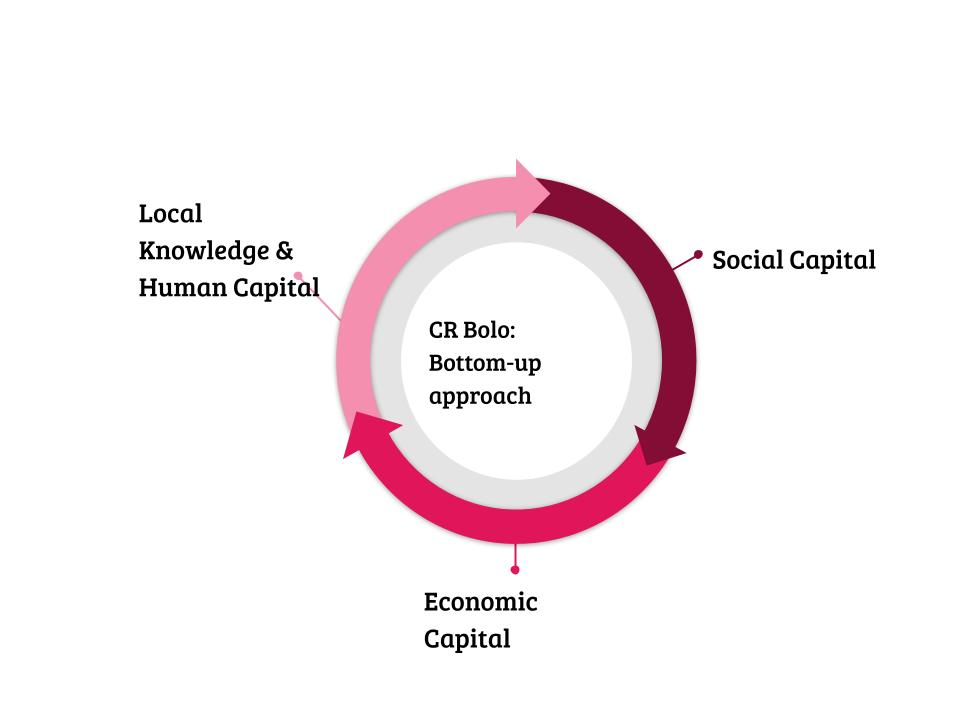 Local
Knowledge &
Human Capital
Social Capital
CR Bolo:
Bottom-up
approach
Economic
Capital